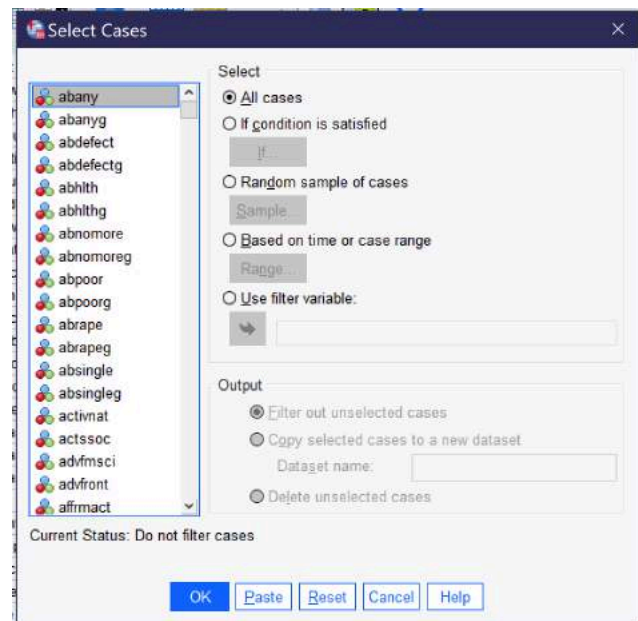 Select Cases
abany
abanyg
abdefect
abdefectg
abhlth
abhlthg
abnomore
abnomoreg
abpoor
abpoorg
abrape
abrapeg
absingle
absingleg
activnat
actssoc
advfmsci
advfront
affrmact
Select
All cases
If condition is satisfied
If...
Random sample of cases
Sample...
Based on time or case range
Range...
Use filter variable:
Output
Filter out unselected cases
Copy selected cases to a new dataset
Dataset name:
Delete unselected cases
Current Status: Do not filter cases
OK Paste Reset Cancel Help